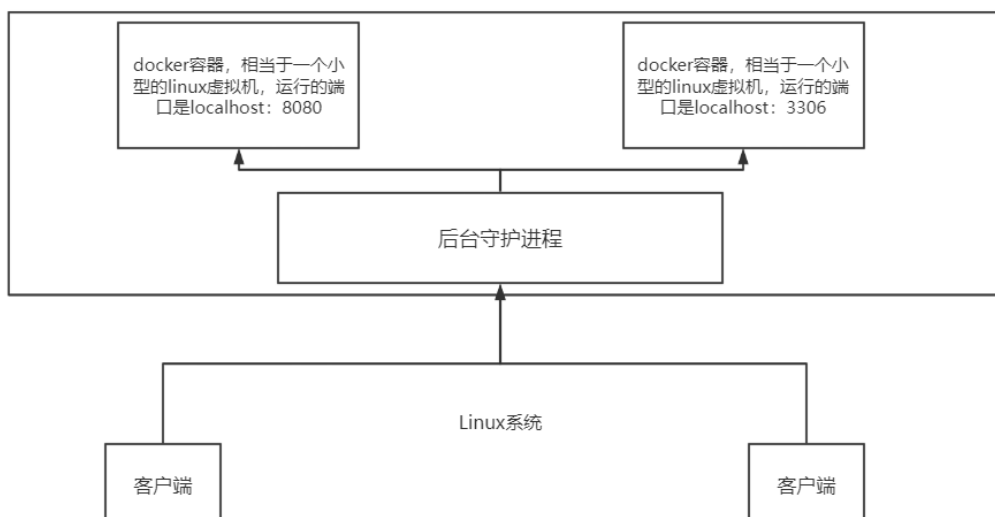 docker容器，相当于一个小
型的linux虚拟机，运行的端
口是localhost：8080
docker容器，相当于一个小
型的linux虚拟机，运行的端
口是localhost：3306
后台守护进程
Linux系统
客户端
客户端